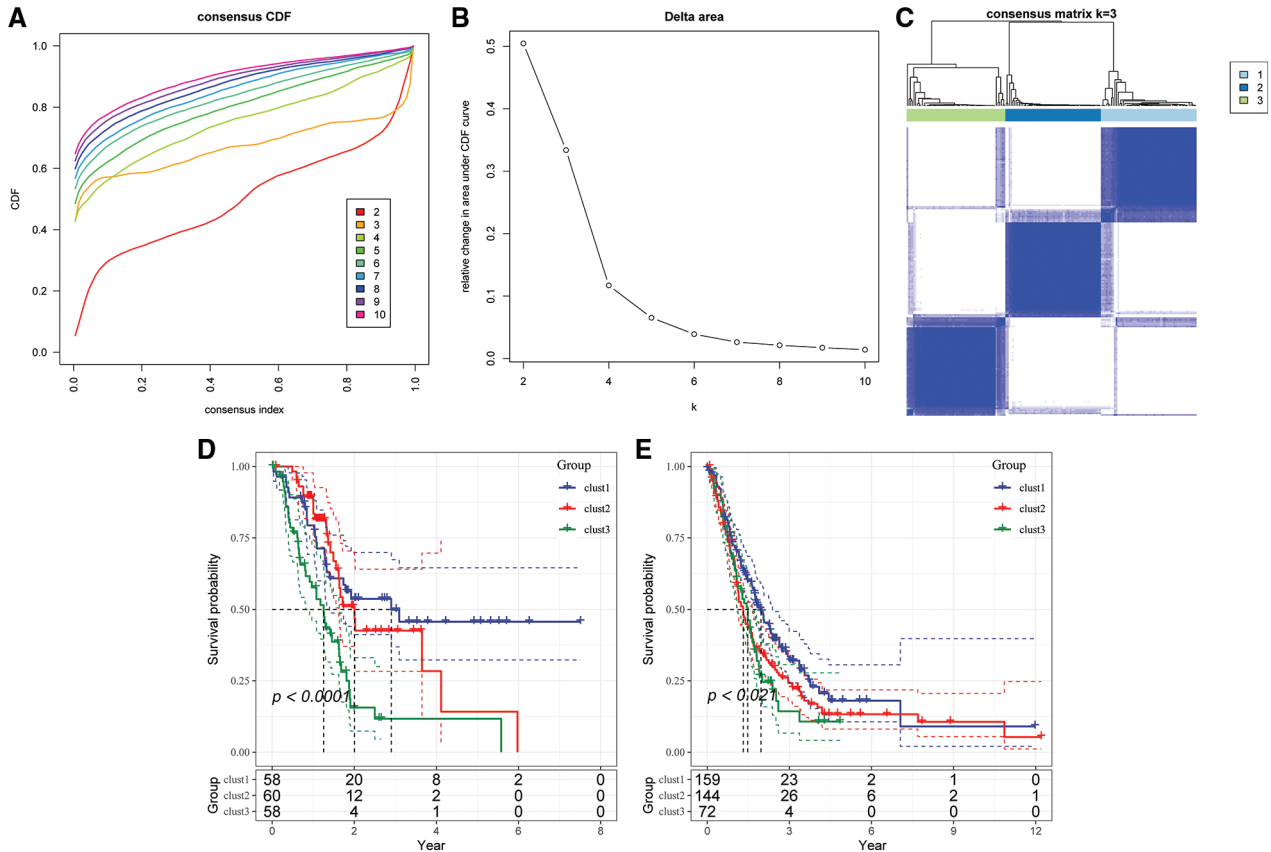 A
consensus CDF
CDF
1.0
0.8
0.6
0.4
0.2
0.0
0.0 0.2 0.4 0.6 0.8 1.0
consensus index
2
3
4
5
6
7
8
9
10
B
Delta area
relative change in area under CDF curve
0.5
0.4
0.3
0.2
0.1
0.0
2 4 6 8 10
k
C
consensus matrix k=3
1
2
3
D
Survival probability
1.00
0.75
0.50
0.25
0.00
Group
clust1
clust2
clust3
p < 0.0001
Group
clust1 58 20 8 2 0
clust2 60 12 2 0 0
clust3 58 4 1 0 0
0 2 4 6 8
Year
E
Survival probability
1.00
0.75
0.50
0.25
0.00
Group
clust1
clust2
clust3
p < 0.021
Group
clust1 159 23 2 1 0
clust2 144 26 6 2 1
clust3 72 4 0 0 0
0 3 6 9 12
Year